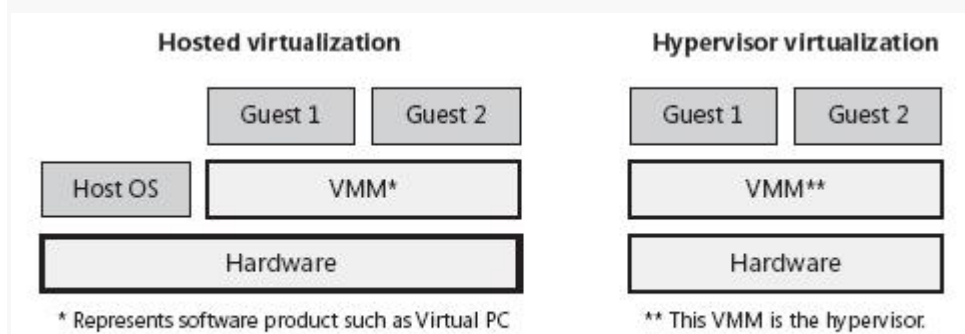 Hosted virtualization
Hypervisor virtualization
Guest 1
Guest 2
Guest 1
Guest 2
Host OS
VMM*
VMM**
Hardware
Hardware
* Represents software product such as Virtual PC
** This VMM is the hypervisor.